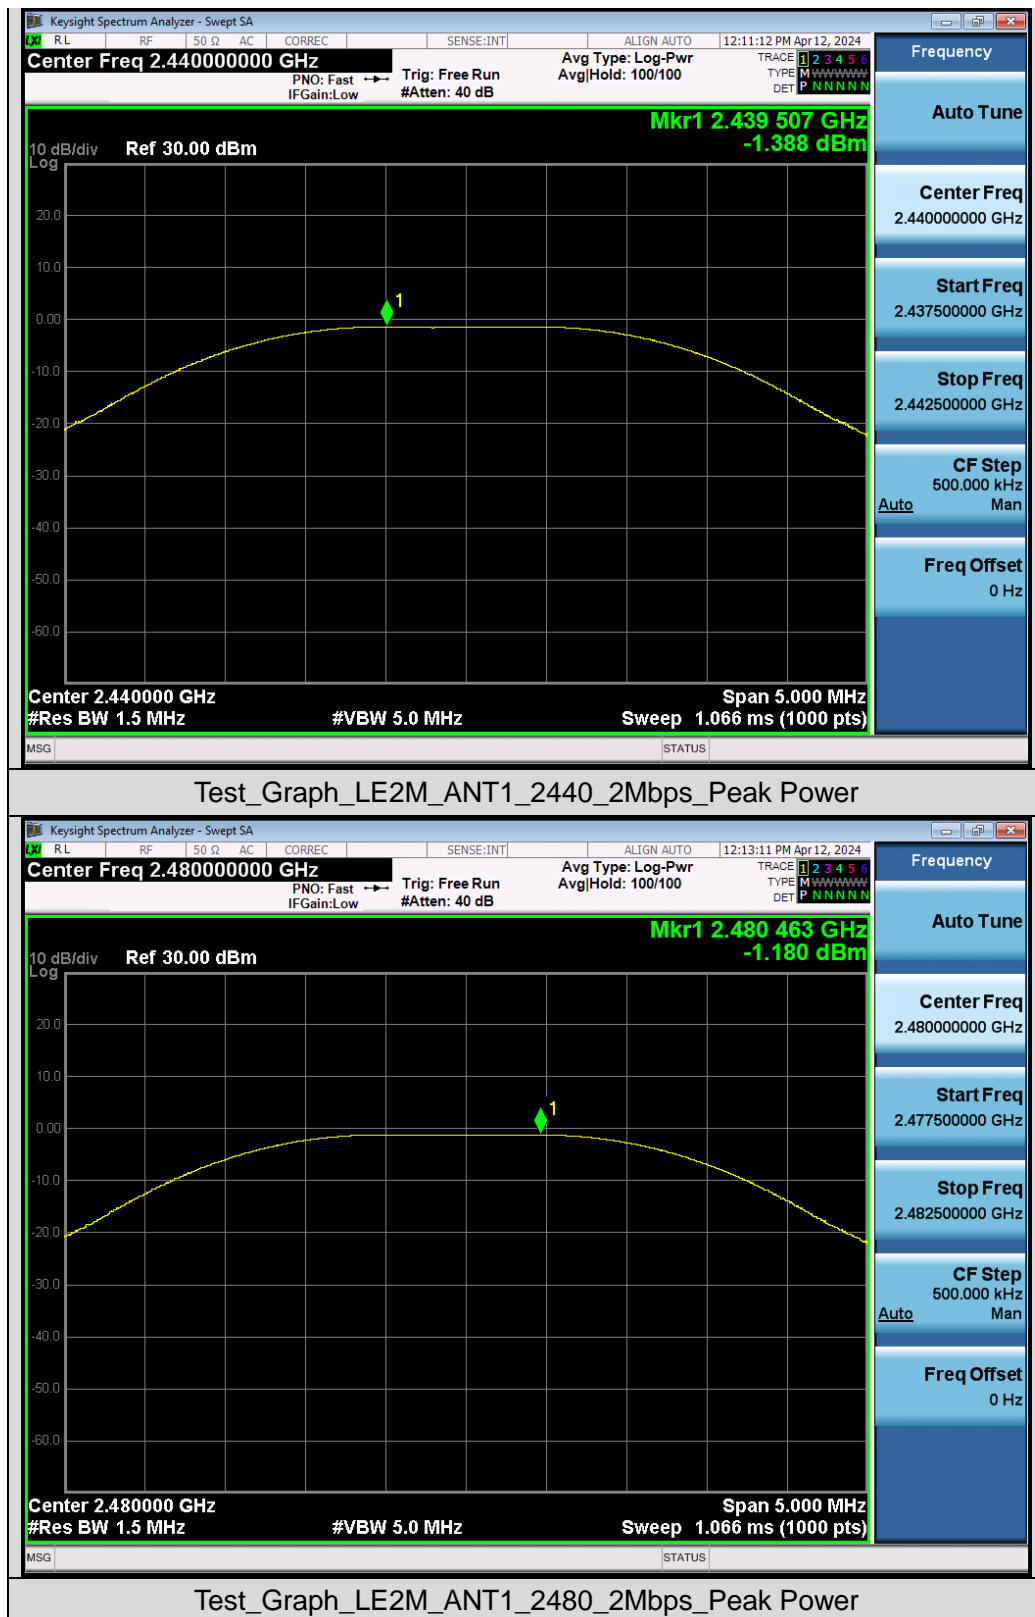 Keysight Spectrum Analyzer - Swept SA
LXI RL RF 50 Ω AC CORREC SENSE:INT ALIGN AUTO 12:11:12 PM Apr 12, 2024
Center Freq 2.440000000 GHz
PNO: Fast
IFGain:Low
Trig: Free Run
#Atten: 40 dB
Avg Type: Log-Pwr
Avg|Hold: 100/100
TRACE 1 2 3 4 5 6
TYPE M W W W W W
DET P N N N N N
Frequency
Auto Tune
Center Freq
2.440000000 GHz
Start Freq
2.437500000 GHz
Stop Freq
2.442500000 GHz
CF Step
500.000 kHz
Auto Man
Freq Offset
0 Hz
Mkr1 2.439 507 GHz
-1.388 dBm
10 dB/div Ref 30.00 dBm
Log
20.0
10.0
1
0.00
-10.0
-20.0
-30.0
-40.0
-50.0
-60.0
Center 2.440000 GHz Span 5.000 MHz
#Res BW 1.5 MHz #VBW 5.0 MHz Sweep 1.066 ms (1000 pts)
MSG STATUS
Test_Graph_LE2M_ANT1_2440_2Mbps_Peak Power
Keysight Spectrum Analyzer - Swept SA
LXI RL RF 50 Ω AC CORREC SENSE:INT ALIGN AUTO 12:13:11 PM Apr 12, 2024
Center Freq 2.480000000 GHz
PNO: Fast
IFGain:Low
Trig: Free Run
#Atten: 40 dB
Avg Type: Log-Pwr
Avg|Hold: 100/100
TRACE 1 2 3 4 5 6
TYPE M W W W W W
DET P N N N N N
Frequency
Auto Tune
Center Freq
2.480000000 GHz
Start Freq
2.477500000 GHz
Stop Freq
2.482500000 GHz
CF Step
500.000 kHz
Auto Man
Freq Offset
0 Hz
Mkr1 2.480 463 GHz
-1.180 dBm
10 dB/div Ref 30.00 dBm
Log
20.0
10.0
1
0.00
-10.0
-20.0
-30.0
-40.0
-50.0
-60.0
Center 2.480000 GHz Span 5.000 MHz
#Res BW 1.5 MHz #VBW 5.0 MHz Sweep 1.066 ms (1000 pts)
MSG STATUS
Test_Graph_LE2M_ANT1_2480_2Mbps_Peak Power